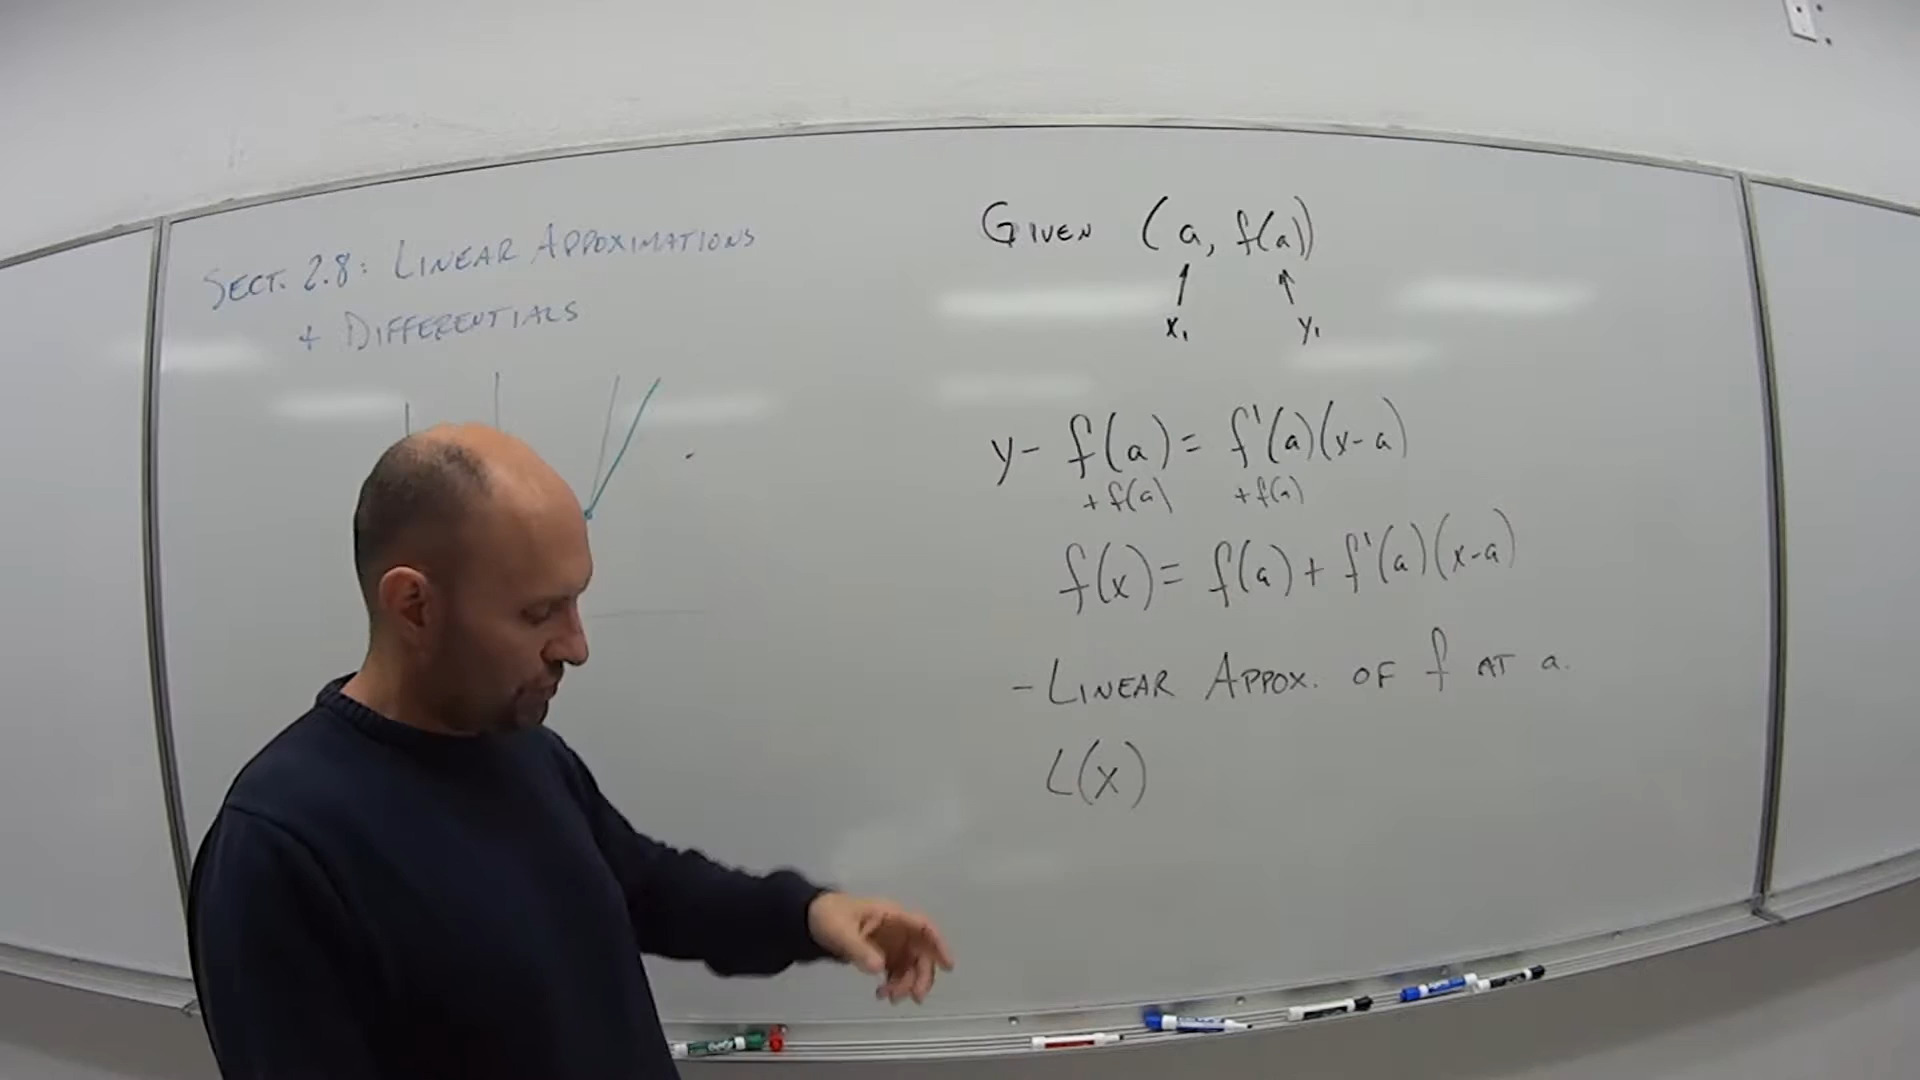 SECT. 2.8: LINEAR APPOXIMATIONS
+ DIFFERENTIALS
GIVEN (a, f(a))
x₁ y₁
y - f(a) = f'(a)(x-a)
+f(a) +f(a)
f(x) = f(a) + f'(a)(x-a)
- LINEAR APPOX. OF f AT a.
L(x)